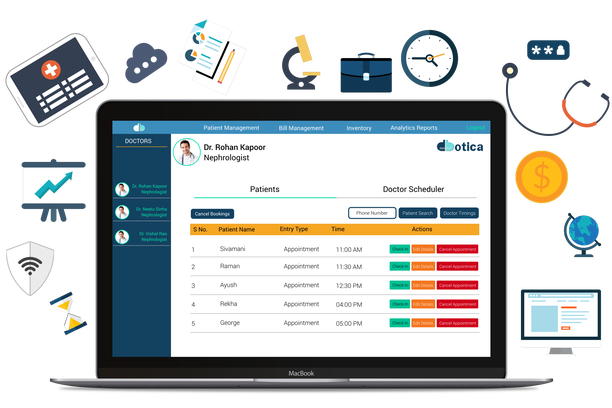 ***
Patient Management Bill Management Inventory Analytics Reports Logout
DOCTORS
Dr. Rohan Kapoor
Nephrologist
dbotica
Dr. Rohan Kapoor
Nephrologist
Dr. Neetu Sinha
Nephrologist
Dr. Vishal Rao
Nephrologist
Patients Doctor Scheduler
Cancel Bookings Phone Number Patient Search Doctor Timings
S No. Patient Name Entry Type Time Actions
1 Sivamani Appointment 11:00 AM Check In Edit Details Cancel Appointment
2 Raman Appointment 11:30 AM Check In Edit Details Cancel Appointment
3 Ayush Appointment 12:30 PM Check In Edit Details Cancel Appointment
4 Rekha Appointment 04:00 PM Check In Edit Details Cancel Appointment
5 George Appointment 05:00 PM Check In Edit Details Cancel Appointment
MacBook
$